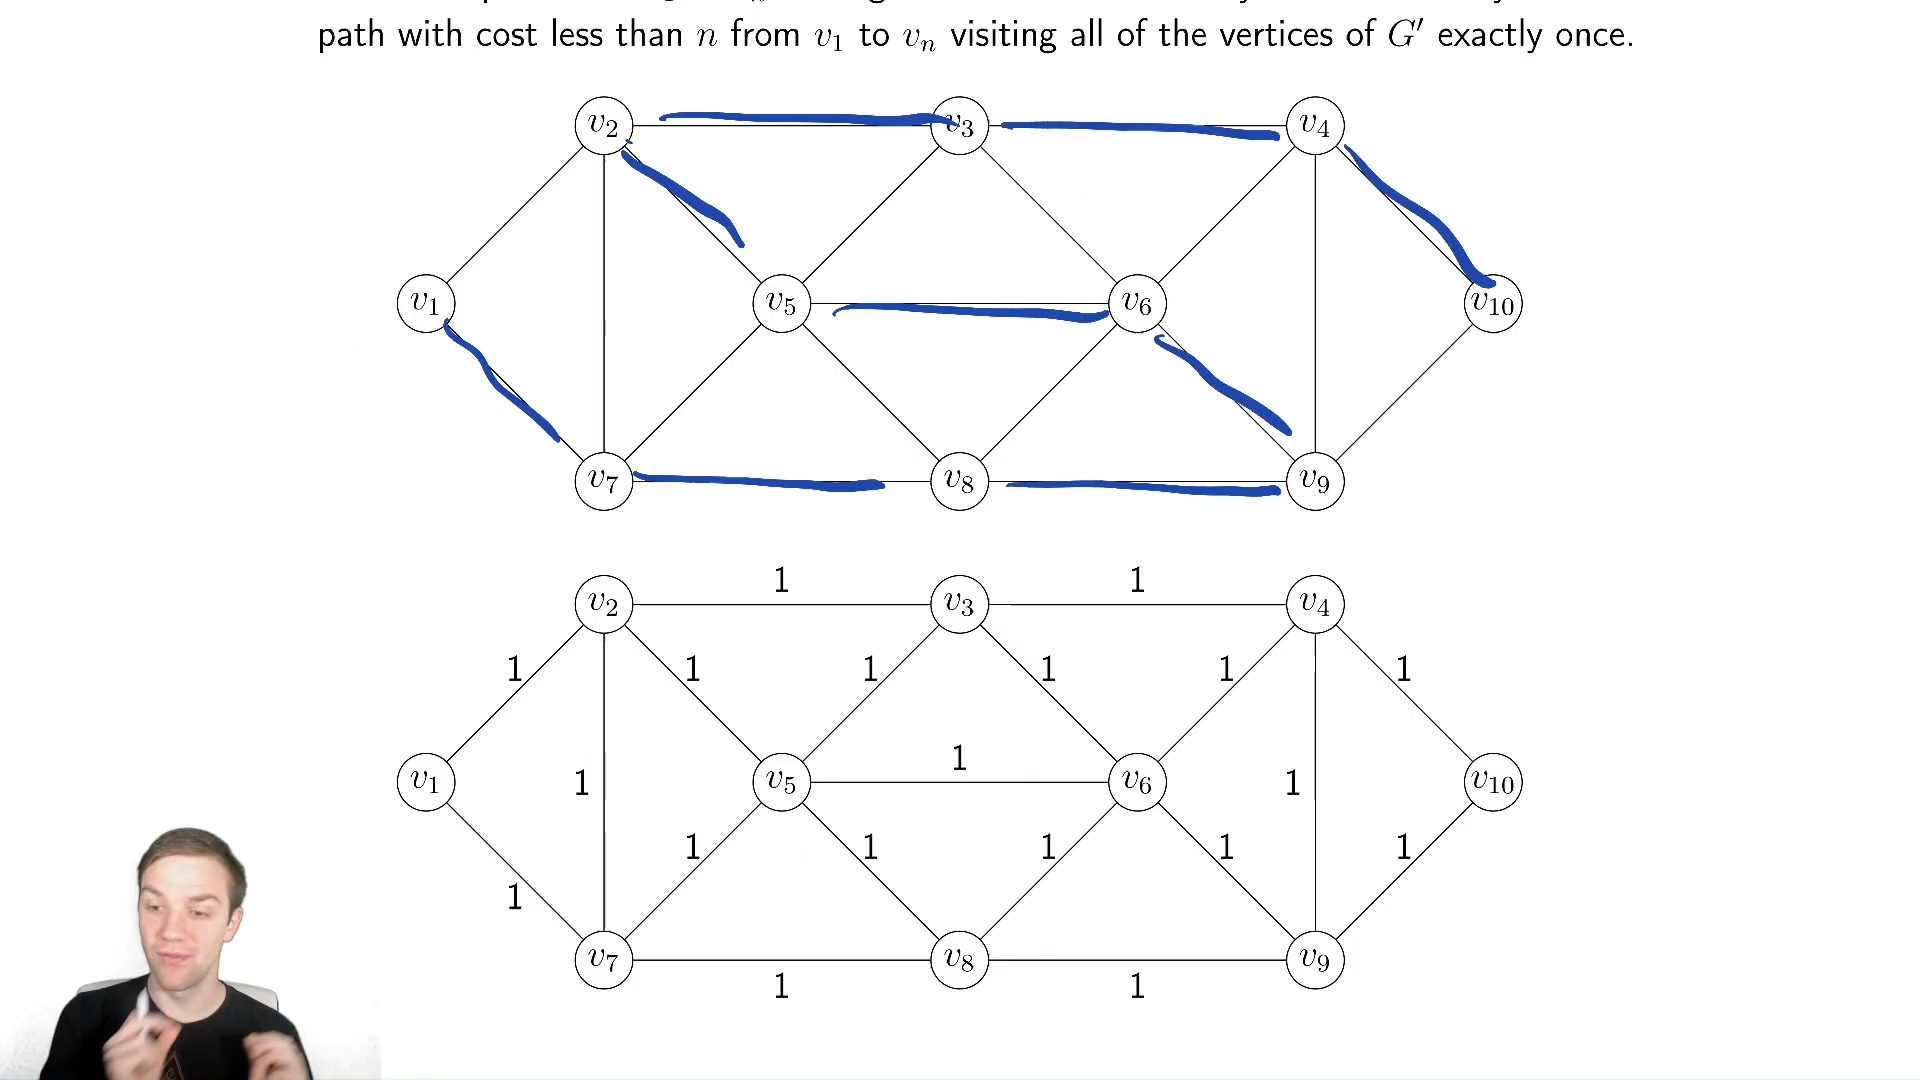 path with cost less than n from v₁ to vₙ visiting all of the vertices of G′ exactly once.
v₂ v₃ v₄
v₁ v₅ v₆ v₁₀
v₇ v₈ v₉
1 1
v₂ v₃ v₄
1 1 1 1 1 1
1
v₁ 1 v₅ v₆ 1 v₁₀
1 1 1 1 1
1
v₇ v₈ v₉
1 1